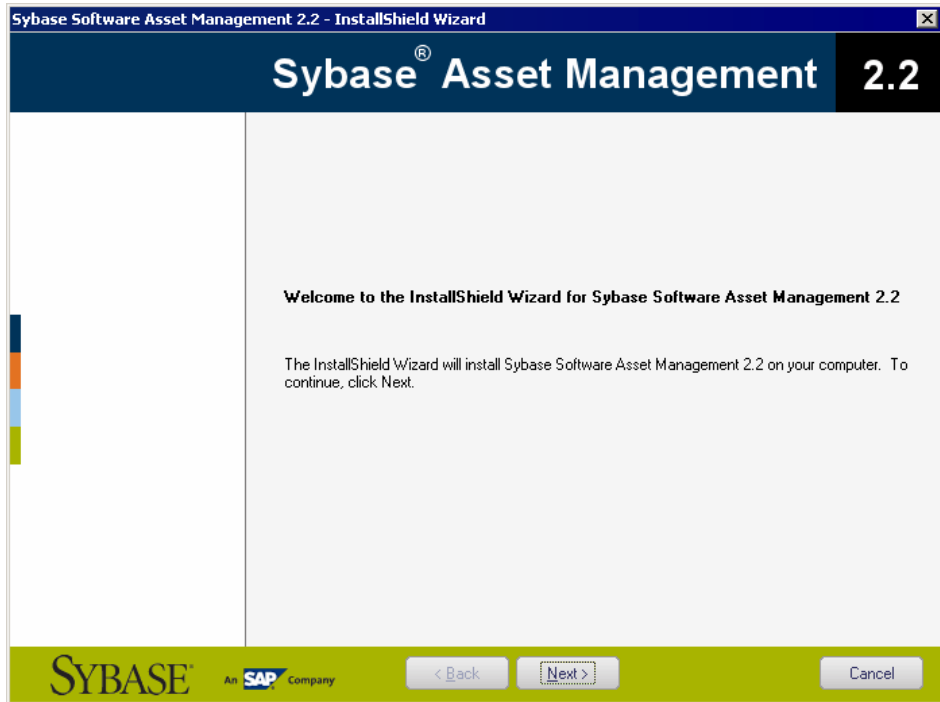 Sybase Software Asset Management 2.2 - InstallShield Wizard
Sybase® Asset Management 2.2
Welcome to the InstallShield Wizard for Sybase Software Asset Management 2.2
The InstallShield Wizard will install Sybase Software Asset Management 2.2 on your computer. To
continue, click Next.
SYBASE An SAP Company < Back Next > Cancel